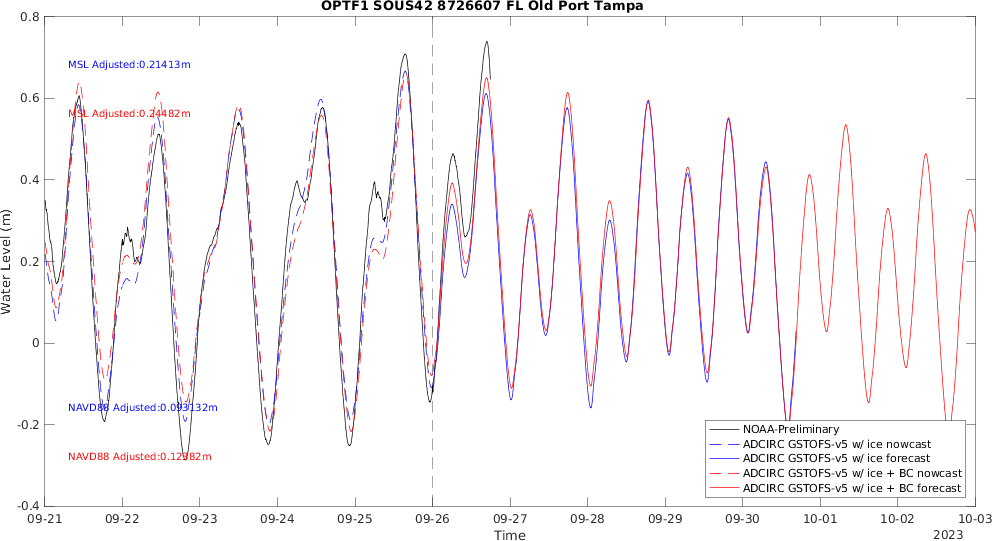 OPTF1 SOUS42 8726607 FL Old Port Tampa
0.8
0.6
0.4
0.2
0
-0.2
-0.4
Water Level (m)
MSL Adjusted:0.21413m
MSL Adjusted:0.24482m
NAVD88 Adjusted:0.093132m
NAVD88 Adjusted:0.12382m
NOAA-Preliminary
ADCIRC GSTOFS-v5 w/ ice nowcast
ADCIRC GSTOFS-v5 w/ ice forecast
ADCIRC GSTOFS-v5 w/ ice + BC nowcast
ADCIRC GSTOFS-v5 w/ ice + BC forecast
09-21 09-22 09-23 09-24 09-25 09-26 09-27 09-28 09-29 09-30 10-01 10-02 10-03
Time
2023